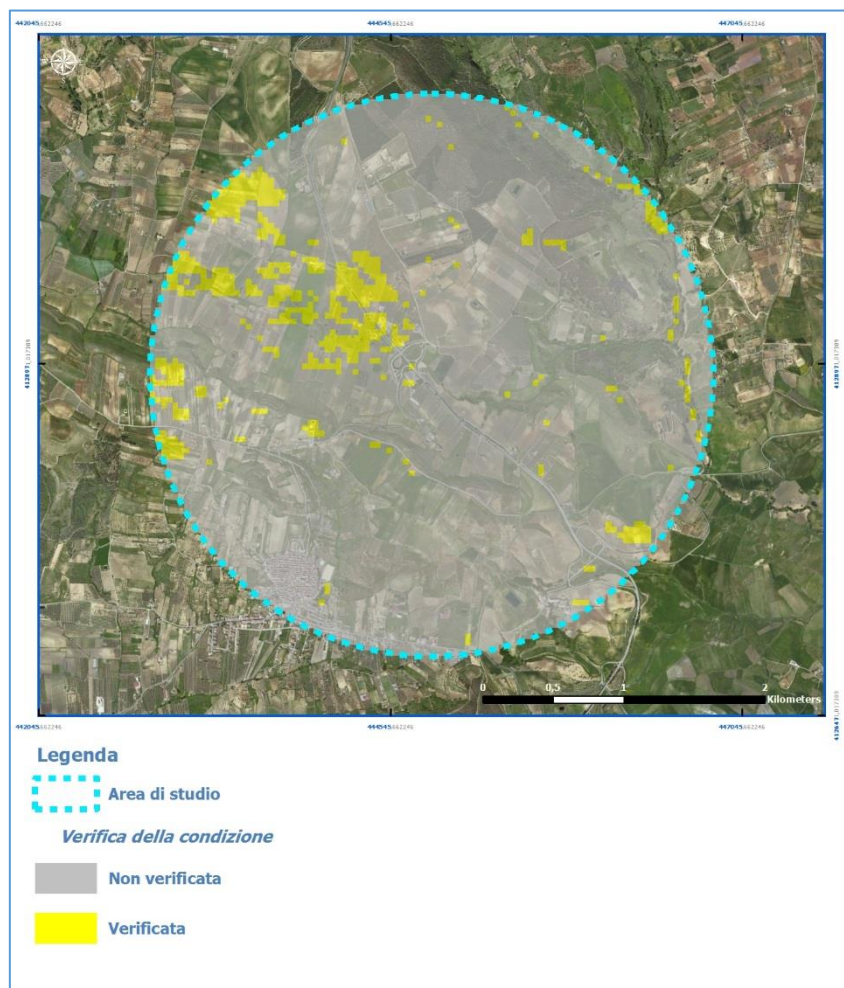 442045,662246 444545,662246 447045,662246
0 0,5 1 2
Kilometers
442045,662246 444545,662246 447045,662246
Legenda
Area di studio
Verifica della condizione
Non verificata
Verificata